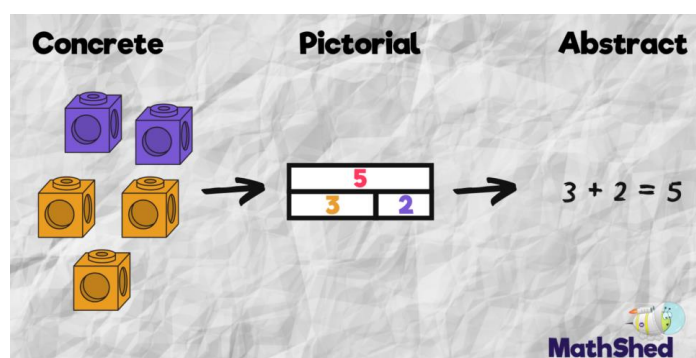 Concrete
Pictorial
Abstract
5
3 2
3 + 2 = 5
MathShed